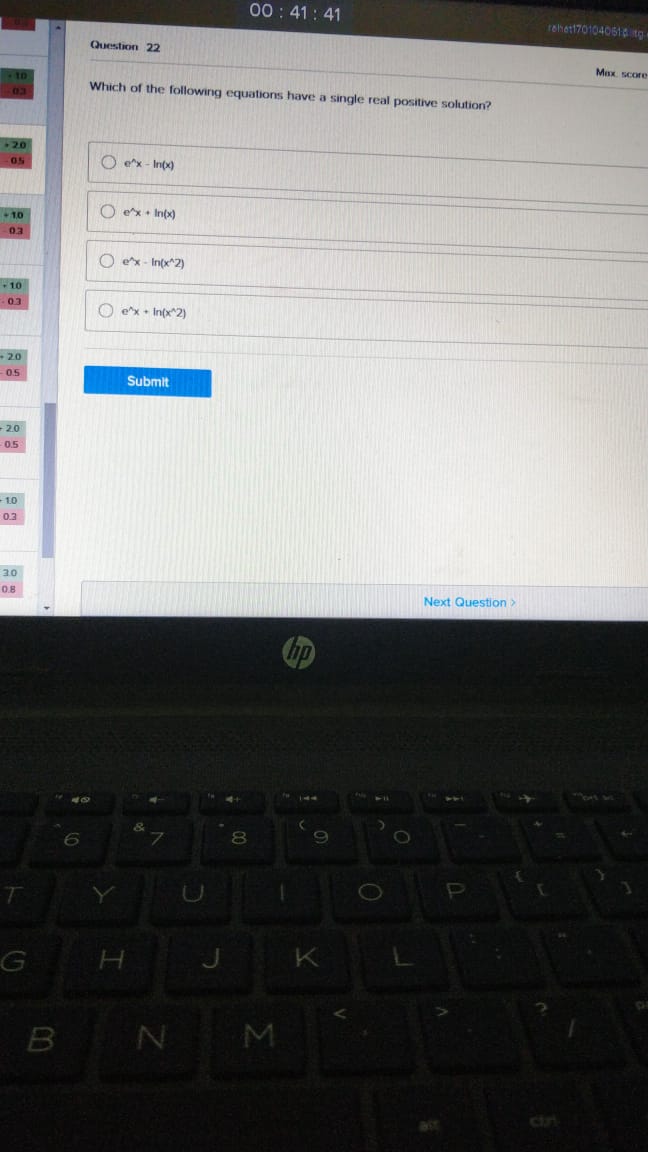 00 : 41 : 41
Question 22
Max. score
Which of the following equations have a single real positive solution?
e^x - ln(x)
e^x + ln(x)
e^x - ln(x^2)
e^x + ln(x^2)
Submit
Next Question >
+ 1.0
- 0.3
+ 2.0
- 0.5
+ 1.0
- 0.3
+ 1.0
- 0.3
+ 2.0
- 0.5
+ 2.0
0.5
+ 1.0
0.3
3.0
0.8
hp
6 & 7 * 8 ( 9 ) 0 - + =
T Y U I O P { [ } ]
G H J K L : ;
B N M < > ? /
alt ctrl